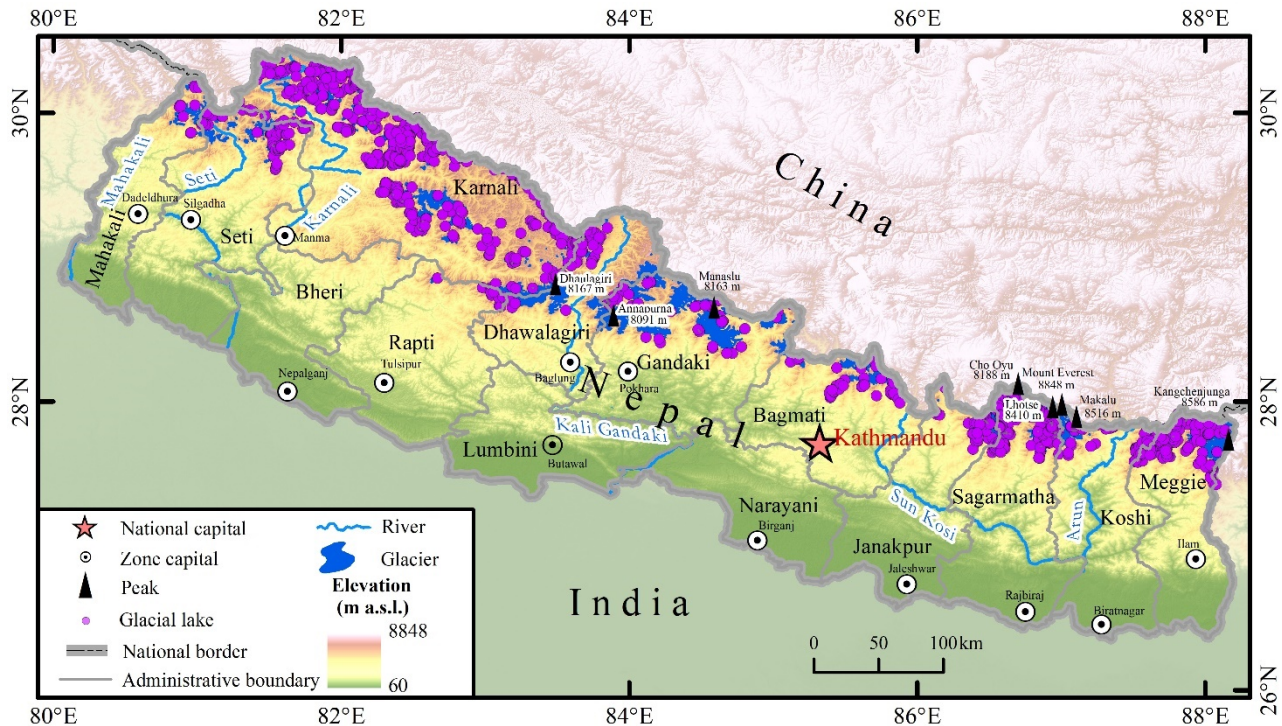 80°E 82°E 84°E 86°E 88°E
30°N
30°N
28°N
28°N
26°N
80°E 82°E 84°E 86°E 88°E
China
Nepal
India
Mahakali
Seti
Karnali
Karnali
Dadeldhura
Silgadha
Mahakali
Seti
Manma
Bheri
Rapti
Tulsipur
Nepalganj
Dhaulagiri
8167 m
Annapurna
8091 m
Manaslu
8163 m
Dhawalagiri
Baglung
Gandaki
Pokhara
Kali Gandaki
Lumbini
Butawal
Bagmati
Kathmandu
Narayani
Birganj
Janakpur
Jaleshwar
Sun Kosi
Sagarmatha
Rajbiraj
Arun
Koshi
Biratnagar
Meggie
Ilam
Cho Oyu
8188 m
Mount Everest
8848 m
Lhotse
8410 m
Makalu
8516 m
Kangchenjunga
8586 m
National capital
Zone capital
Peak
Glacial lake
National border
Administrative boundary
River
Glacier
Elevation
(m a.s.l.)
8848
60
0 50 100 km